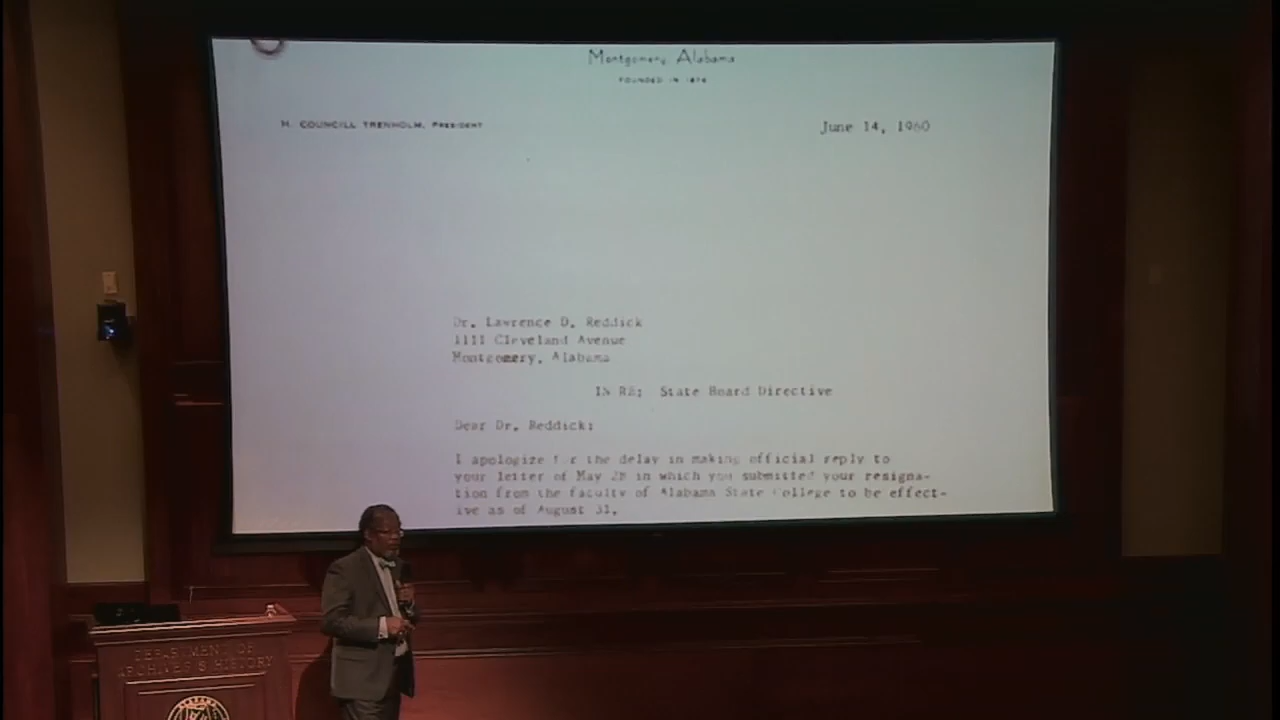 Montgomery, Alabama
FOUNDED IN 1874
H. COUNCILL TRENHOLM, PRESIDENT
June 14, 1960
Dr. Lawrence D. Reddick
1111 Cleveland Avenue
Montgomery, Alabama
IN RE: State Board Directive
Dear Dr. Reddick:
I apologize for the delay in making official reply to
your letter of May 28 in which you submitted your resigna-
tion from the faculty of Alabama State College to be effect-
ive as of August 31.
DEPARTMENT OF
ARCHIVES & HISTORY
ALABAMA